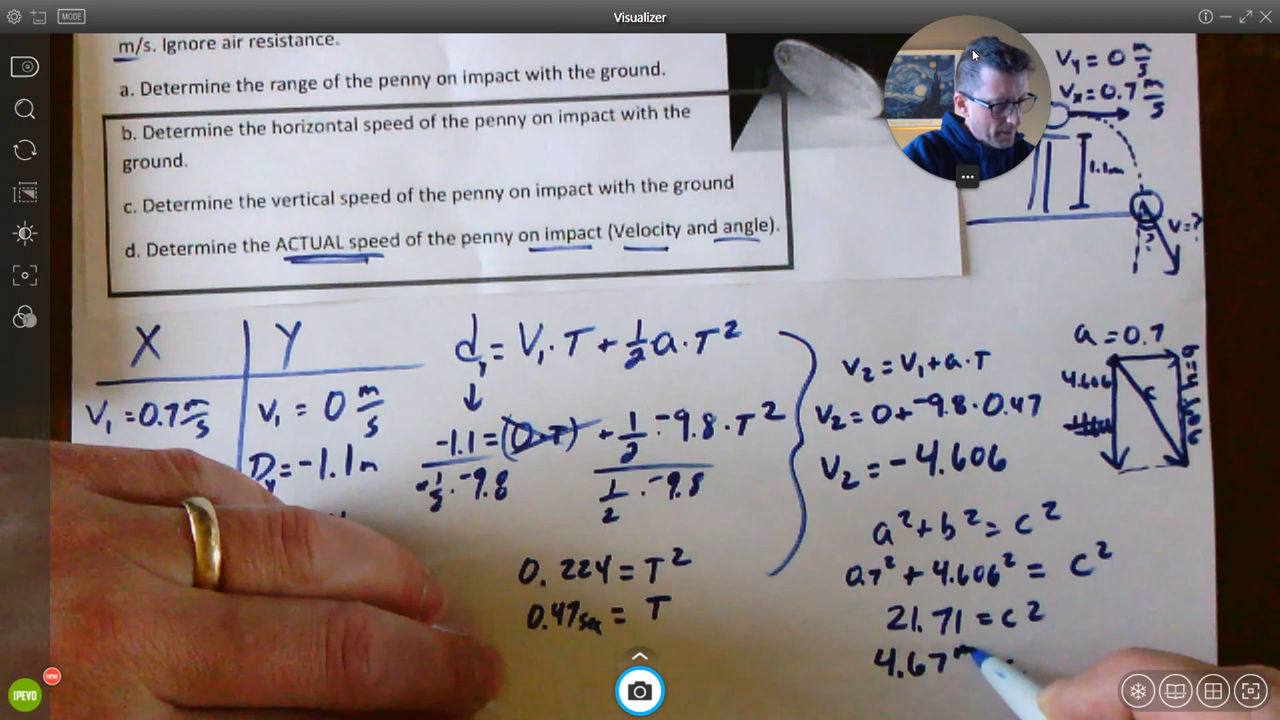 MODE
Visualizer
m/s. Ignore air resistance.
a. Determine the range of the penny on impact with the ground.
b. Determine the horizontal speed of the penny on impact with the
ground.
c. Determine the vertical speed of the penny on impact with the ground
d. Determine the ACTUAL speed of the penny on impact (Velocity and angle).
Vy = 0 m/s
Vx = 0.7 m/s
1.1m
V=?
?
X
Y
V₁ = 0.7 m/s
V₁ = 0 m/s
Dy = -1.1m
d₁ = V₁·T + 1/2 a·T²
-1.1 = (0·T) + 1/2·-9.8·T²
1/2·-9.8
0.224 = T²
0.47sec = T
V₂ = V₁ + a·T
V₂ = 0 + -9.8·0.47
V₂ = -4.606
a = 0.7
4.606
c
b = 4.606
a² + b² = c²
0.7² + 4.606² = c²
21.71 = c²
4.67 m
IPEVO
new